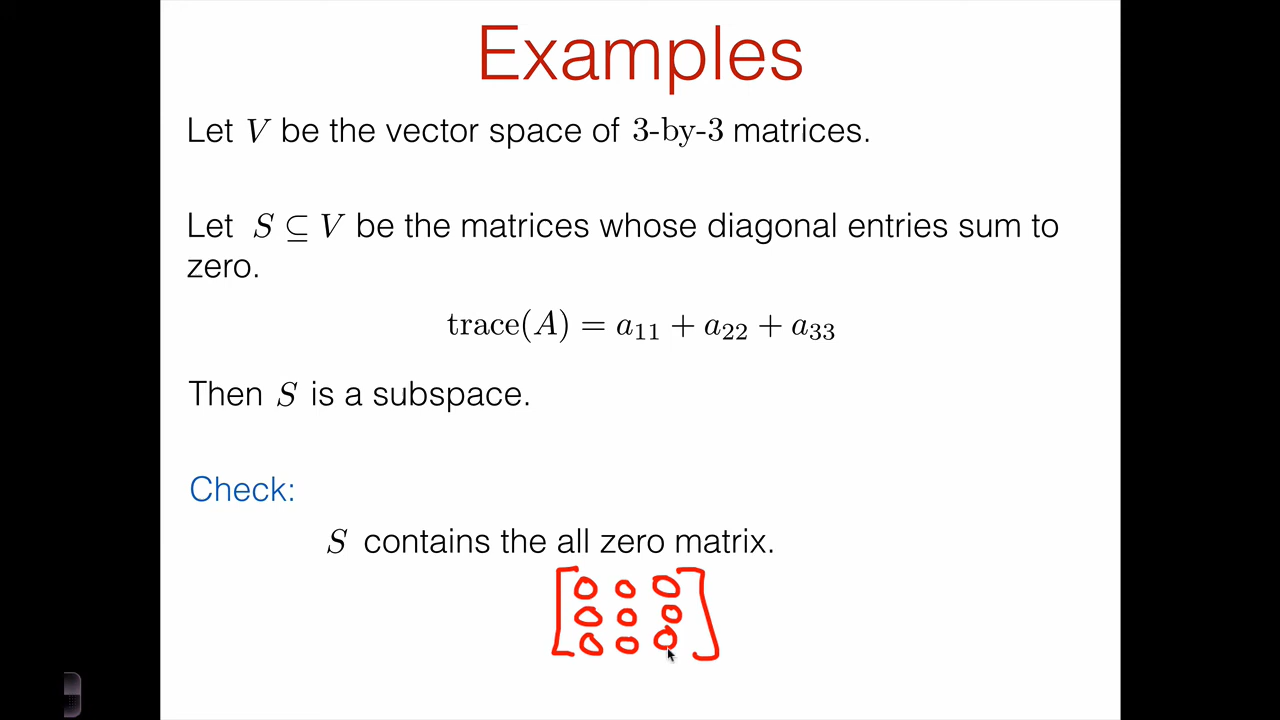 Examples
Let V be the vector space of 3-by-3 matrices.
Let S ⊆ V be the matrices whose diagonal entries sum to
zero.
trace(A) = a₁₁ + a₂₂ + a₃₃
Then S is a subspace.
Check:
S contains the all zero matrix.
[0 0 0
0 0 0
0 0 0]